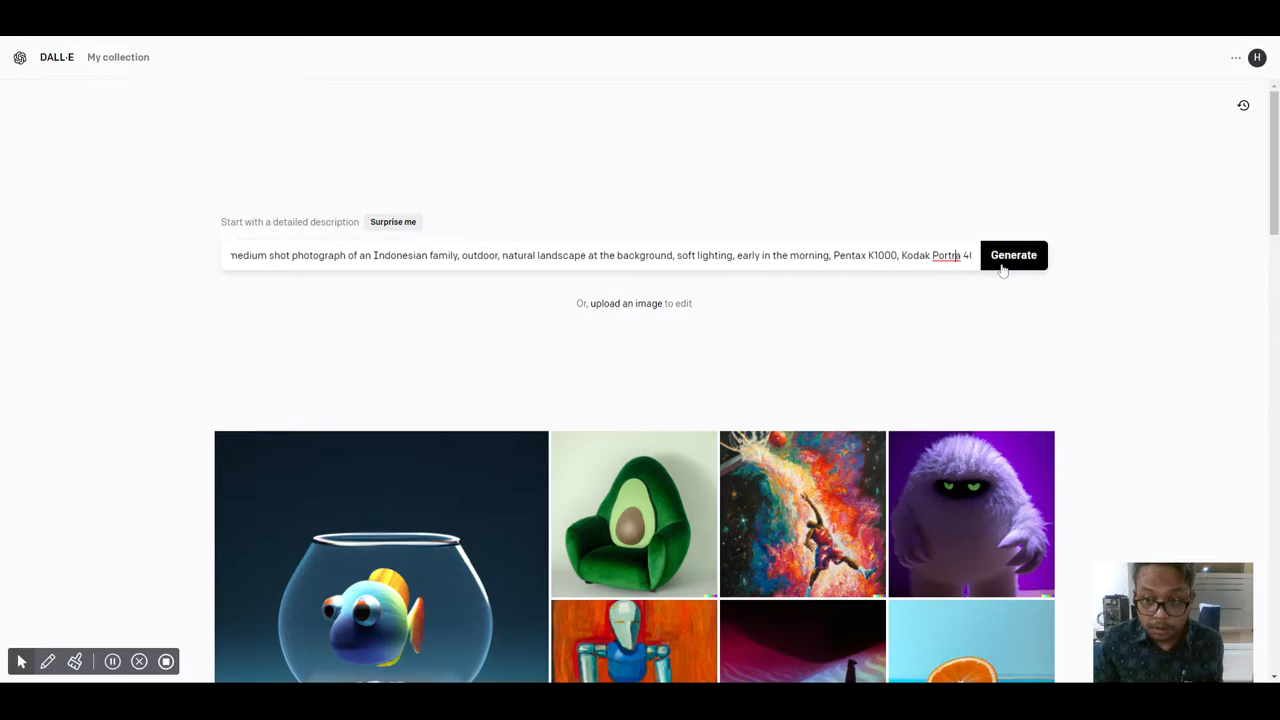 DALL·E My collection
H
Start with a detailed description Surprise me
medium shot photograph of an Indonesian family, outdoor, natural landscape at the background, soft lighting, early in the morning, Pentax K1000, Kodak Portra 40 Generate
Or, upload an image to edit